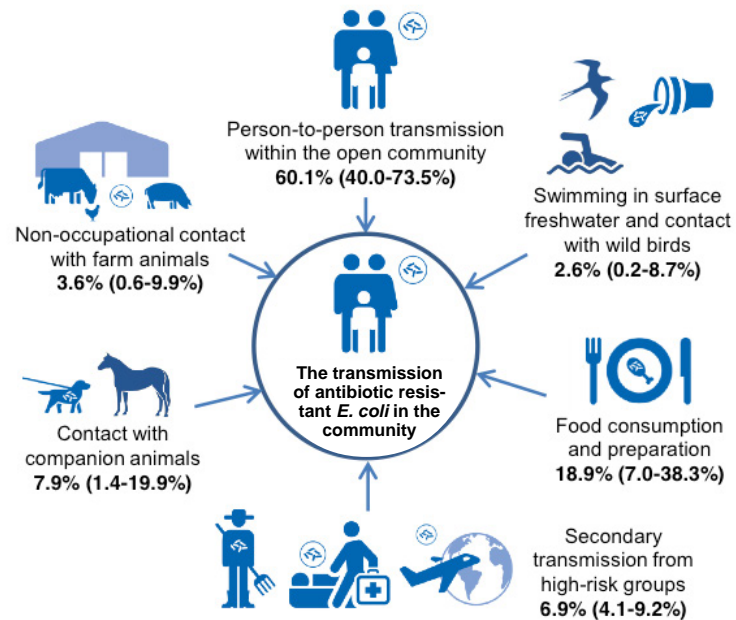 Person-to-person transmission
within the open community
60.1% (40.0-73.5%)
Non-occupational contact
with farm animals
3.6% (0.6-9.9%)
Swimming in surface
freshwater and contact
with wild birds
2.6% (0.2-8.7%)
The transmission
of antibiotic resis-
tant E. coli in the
community
Contact with
companion animals
7.9% (1.4-19.9%)
Food consumption
and preparation
18.9% (7.0-38.3%)
Secondary
transmission from
high-risk groups
6.9% (4.1-9.2%)